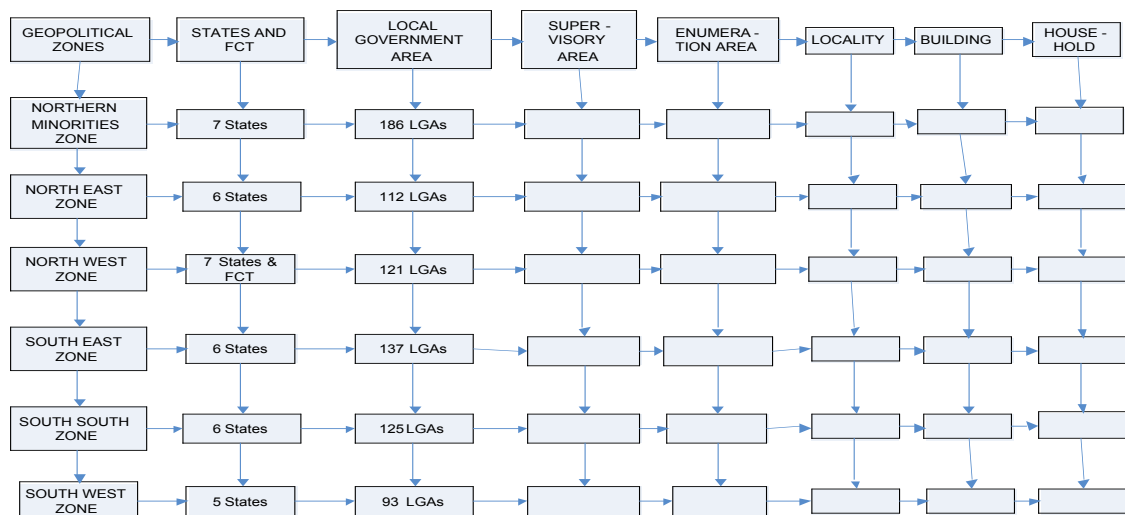 GEOPOLITICAL
ZONES
STATES AND
FCT
LOCAL
GOVERNMENT
AREA
SUPER -
VISORY
AREA
ENUMERA -
TION AREA
LOCALITY
BUILDING
HOUSE -
HOLD
NORTHERN
MINORITIES
ZONE
7 States
186 LGAs
NORTH EAST
ZONE
6 States
112 LGAs
NORTH WEST
ZONE
7 States &
FCT
121 LGAs
SOUTH EAST
ZONE
6 States
137 LGAs
SOUTH SOUTH
ZONE
6 States
125 LGAs
SOUTH WEST
ZONE
5 States
93 LGAs